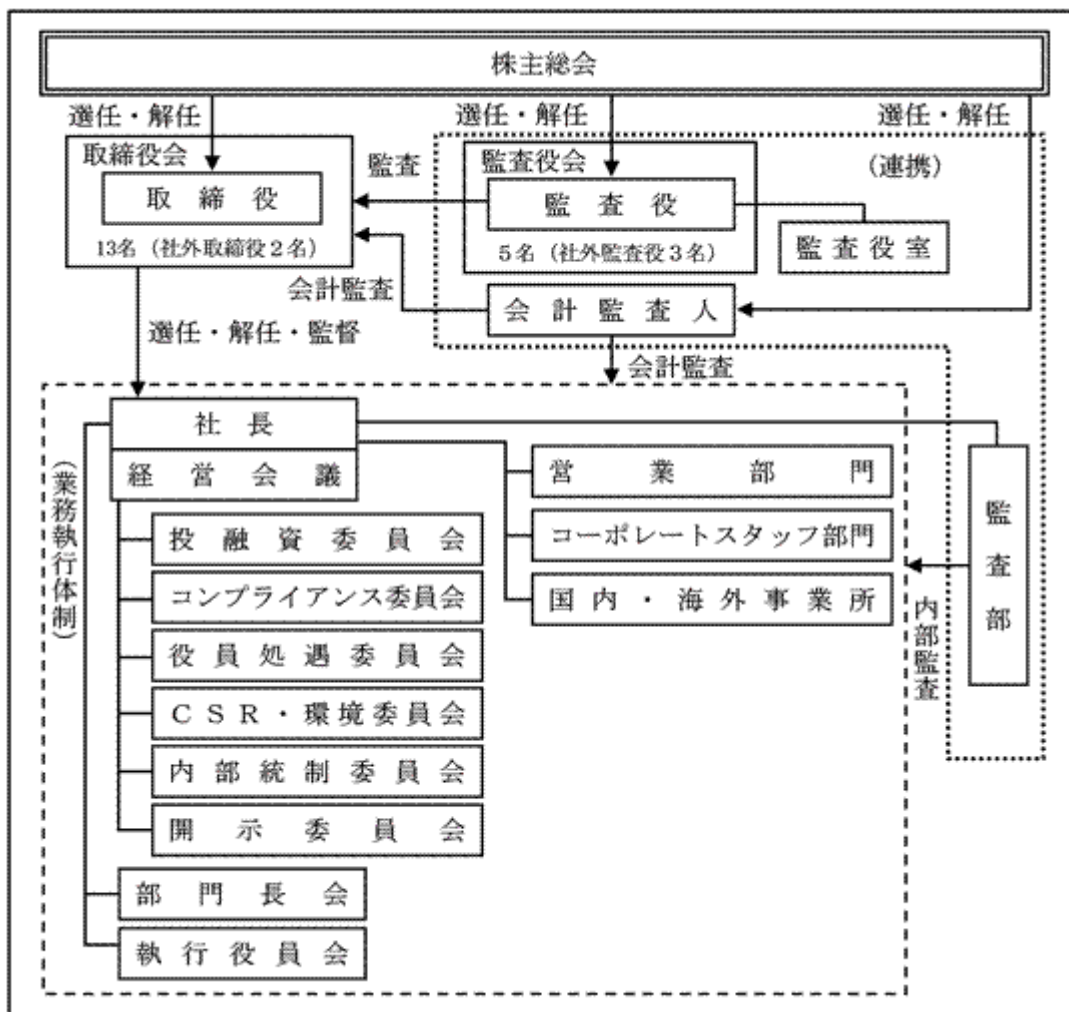 株主総会
選任・解任
選任・解任
選任・解任
取締役会
取締役
13名（社外取締役２名）
監査
監査役会
監査役
５名（社外監査役３名）
（連携）
監査役室
会計監査
会計監査人
選任・解任・監督
会計監査
（業務執行体制）
社長
経営会議
投融資委員会
コンプライアンス委員会
役員処遇委員会
ＣＳＲ・環境委員会
内部統制委員会
開示委員会
部門長会
執行役員会
営業部門
コーポレートスタッフ部門
国内・海外事業所
内部監査
監査部